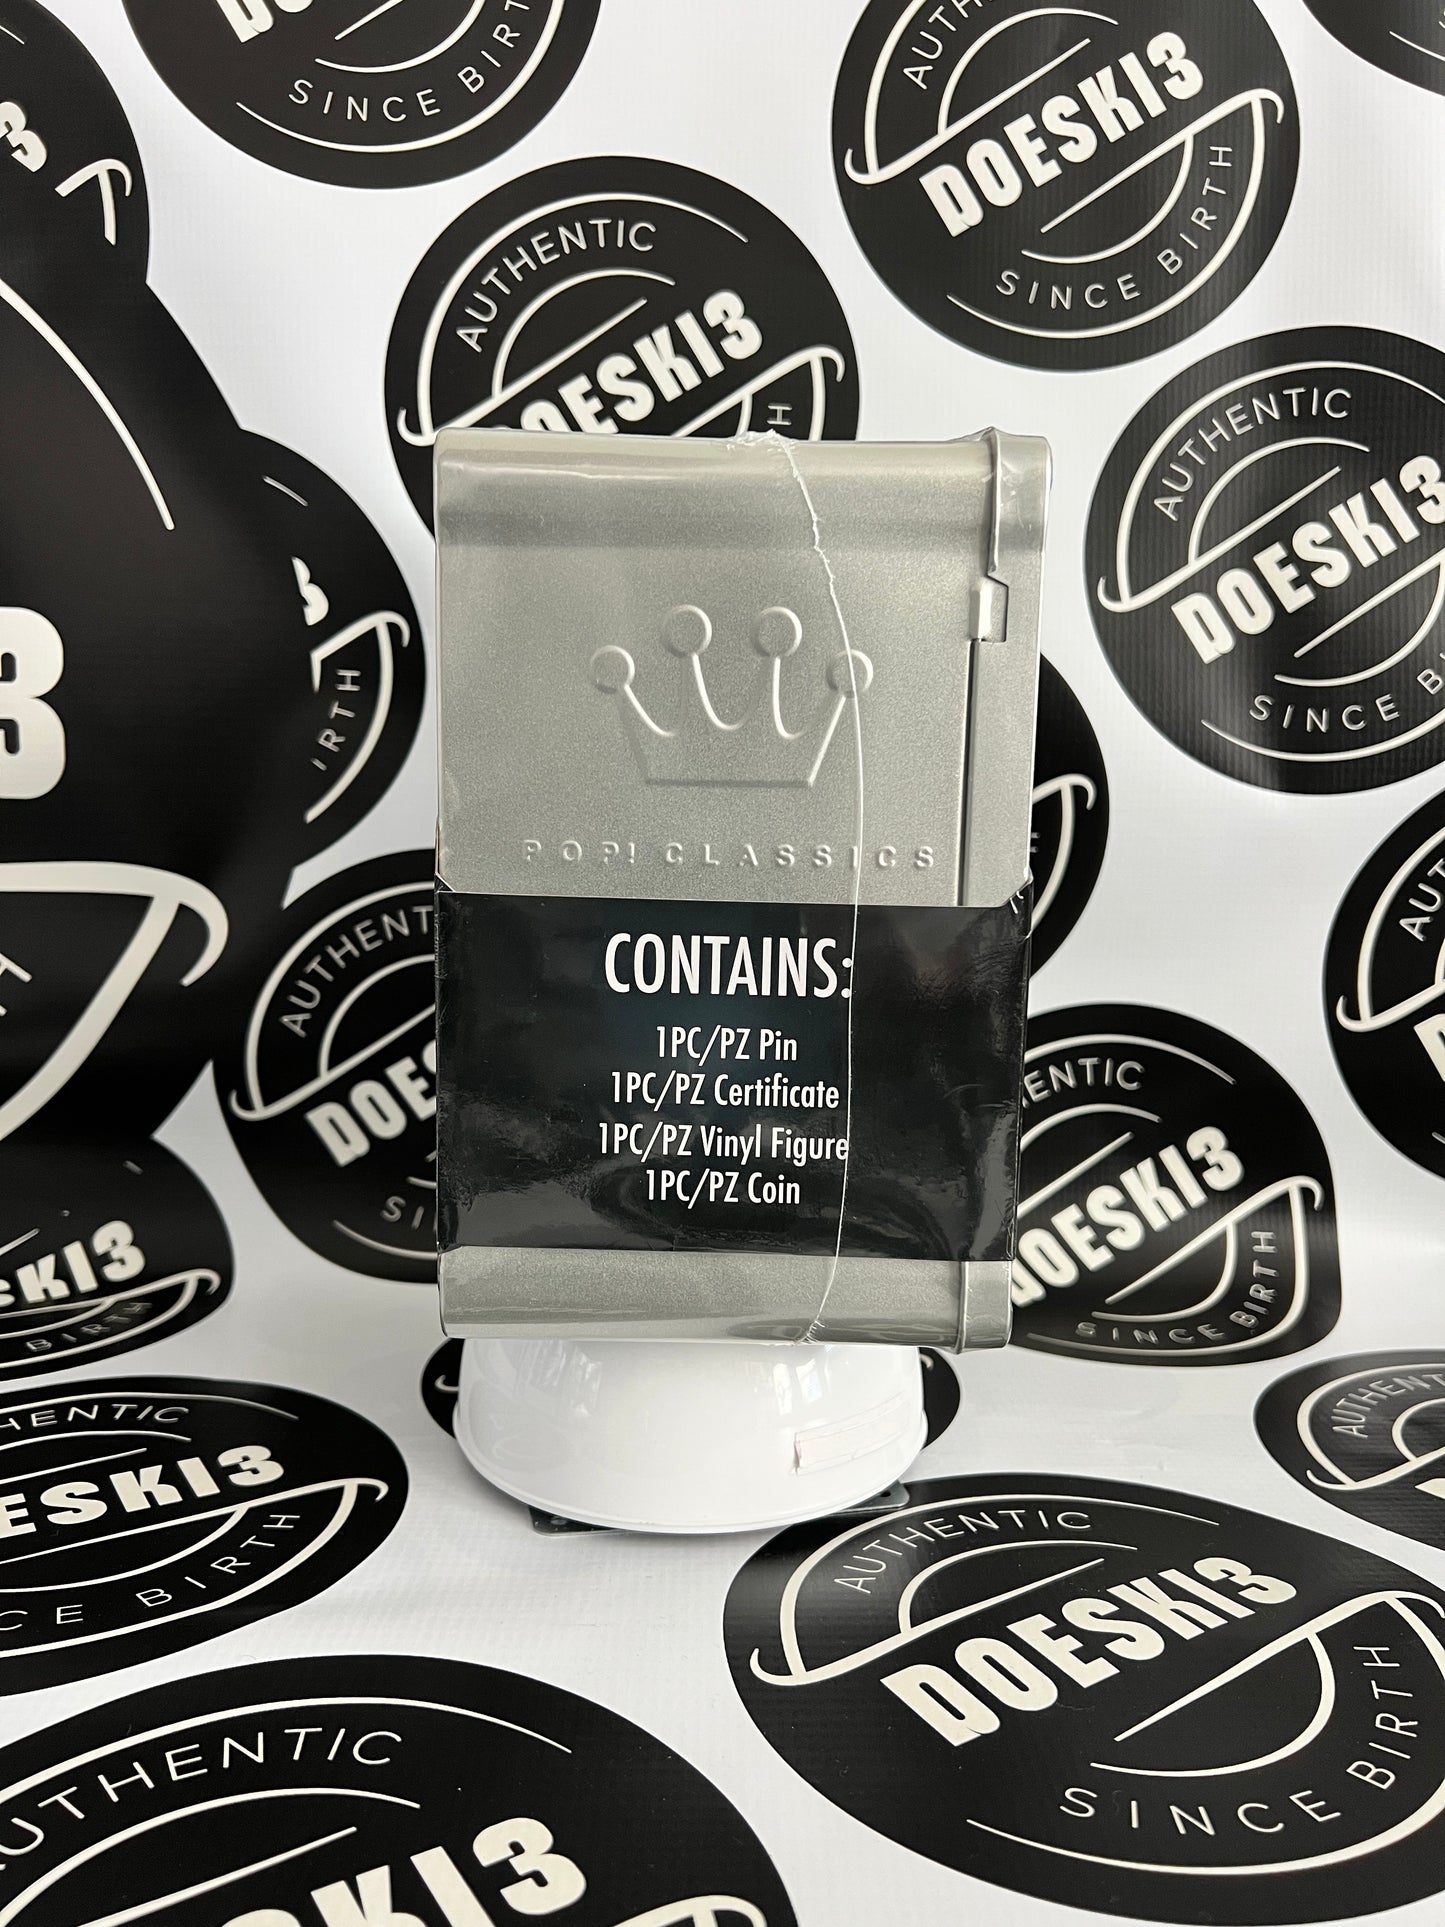 SINCE BIRTH
AUTHENTIC
DOESKI3
SINCE BIRTH
AUTHENTIC
DOESKI3
AUTHENTIC
DOESKI3
SINCE
POP! CLASSICS
CONTAINS:
1PC/PZ Pin
1PC/PZ Certificate
1PC/PZ Vinyl Figure
1PC/PZ Coin
AUTHENTIC
DOESKI3
SINCE BIRTH
BIRTH
AUTHENTIC
DOESKI3
SINCE BIRTH
AUTHENTIC